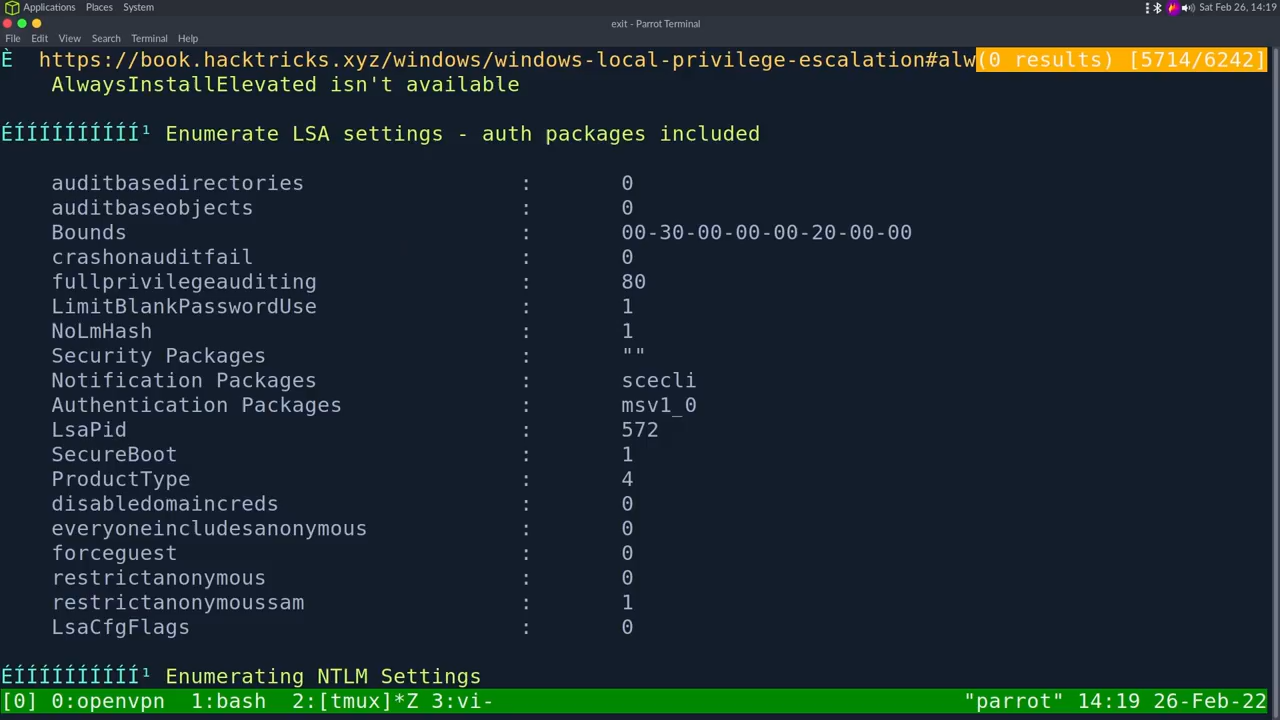 Applications Places System Sat Feb 26, 14:19
exit - Parrot Terminal
File Edit View Search Terminal Help
È https://book.hacktricks.xyz/windows/windows-local-privilege-escalation#alw(0 results) [5714/6242]
AlwaysInstallElevated isn't available
ÉÍÍÍÍÍÍÍÍÍÍ¹ Enumerate LSA settings - auth packages included
auditbasedirectories : 0
auditbaseobjects : 0
Bounds : 00-30-00-00-00-20-00-00
crashonauditfail : 0
fullprivilegeauditing : 80
LimitBlankPasswordUse : 1
NoLmHash : 1
Security Packages : ""
Notification Packages : scecli
Authentication Packages : msv1_0
LsaPid : 572
SecureBoot : 1
ProductType : 4
disabledomaincreds : 0
everyoneincludesanonymous : 0
forceguest : 0
restrictanonymous : 0
restrictanonymoussam : 1
LsaCfgFlags : 0
ÉÍÍÍÍÍÍÍÍÍÍ¹ Enumerating NTLM Settings
[0] 0:openvpn 1:bash 2:[tmux]*Z 3:vi- "parrot" 14:19 26-Feb-22